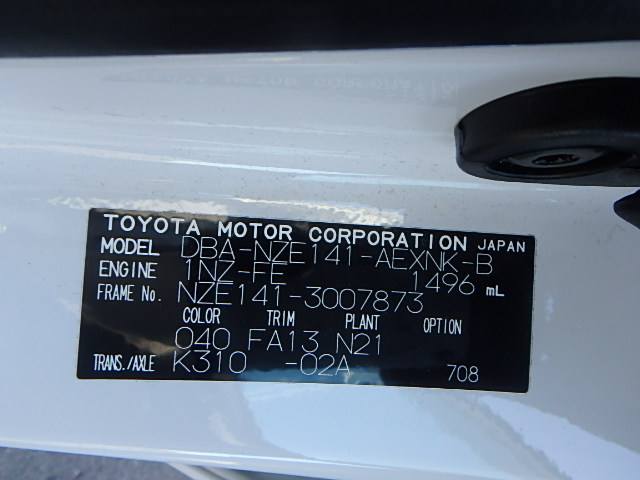 TOYOTA MOTOR CORPORATION JAPAN
MODEL DBA-NZE141-AEXNK-B
ENGINE 1NZ-FE 1496 mL
FRAME No. NZE141-3007873
COLOR TRIM PLANT OPTION
040 FA13 N21
TRANS./AXLE K310 -02A 708